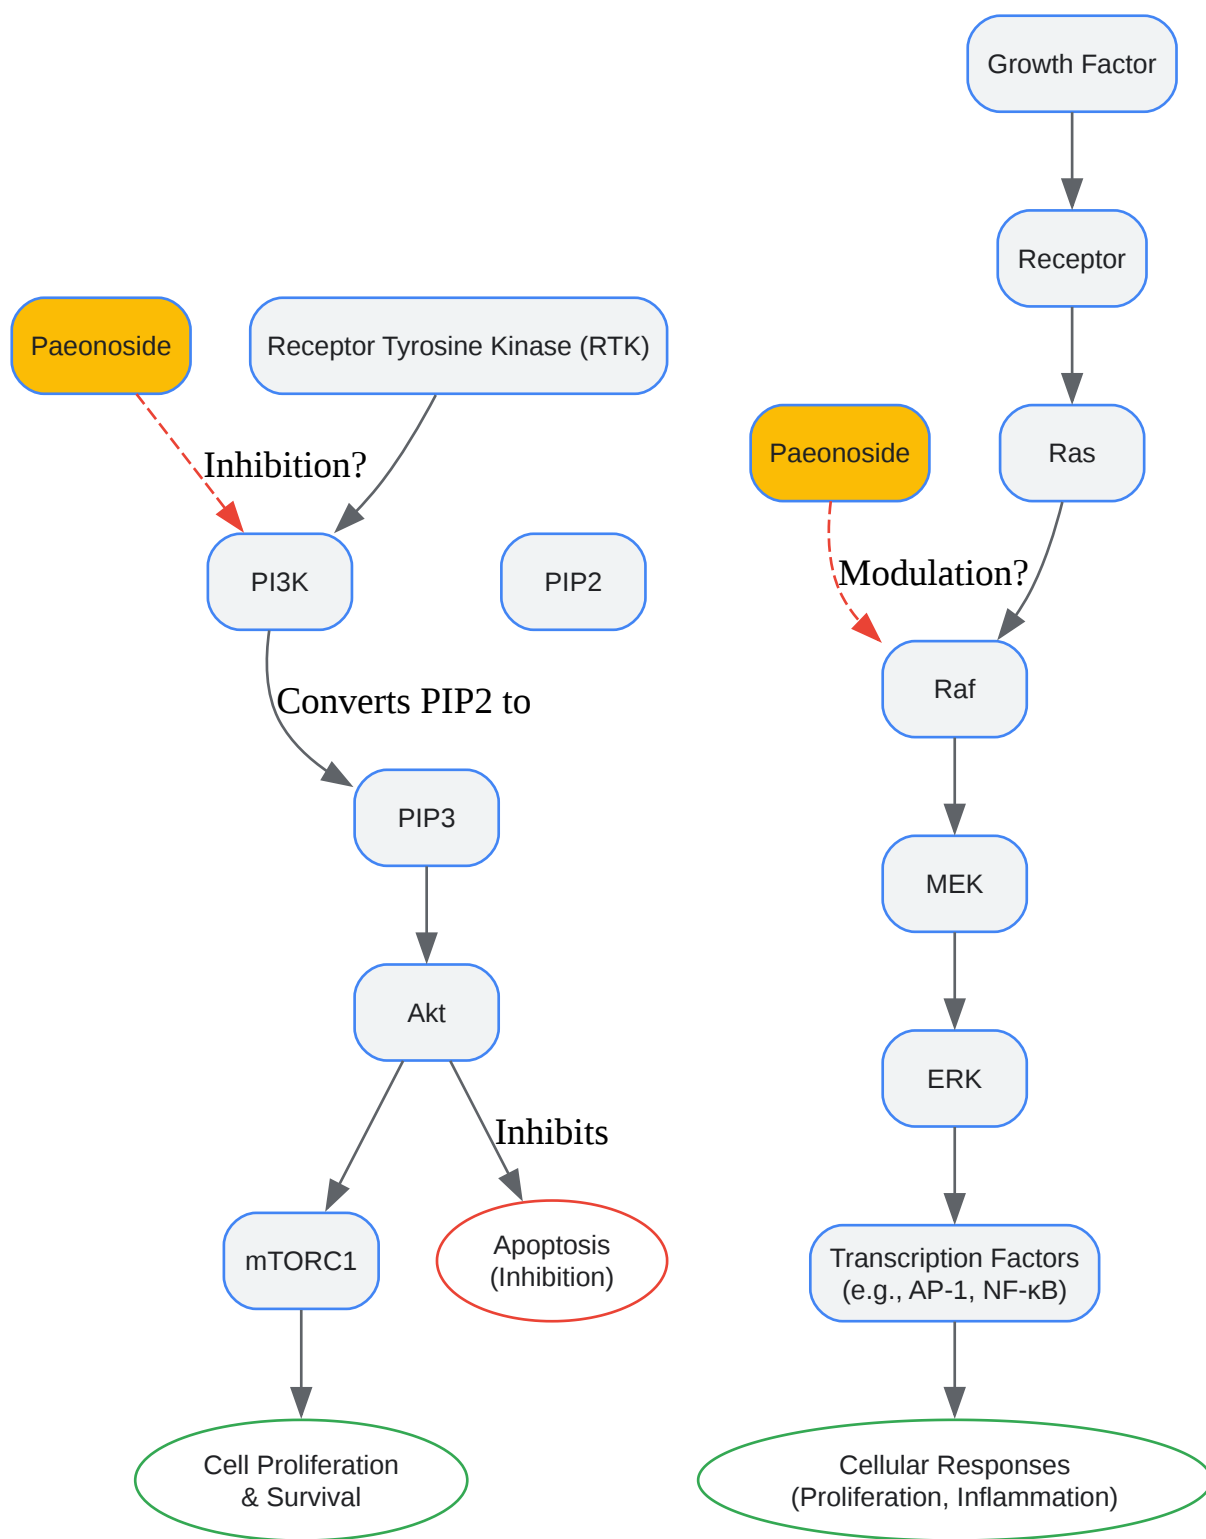 Growth Factor
Receptor
Paeonoside
Receptor Tyrosine Kinase (RTK)
Inhibition?
Paeonoside
Ras
Modulation?
PI3K
PIP2
Converts PIP2 to
Raf
PIP3
MEK
Akt
ERK
Inhibits
mTORC1
Apoptosis
(Inhibition)
Transcription Factors
(e.g., AP-1, NF-κB)
Cell Proliferation
& Survival
Cellular Responses
(Proliferation, Inflammation)